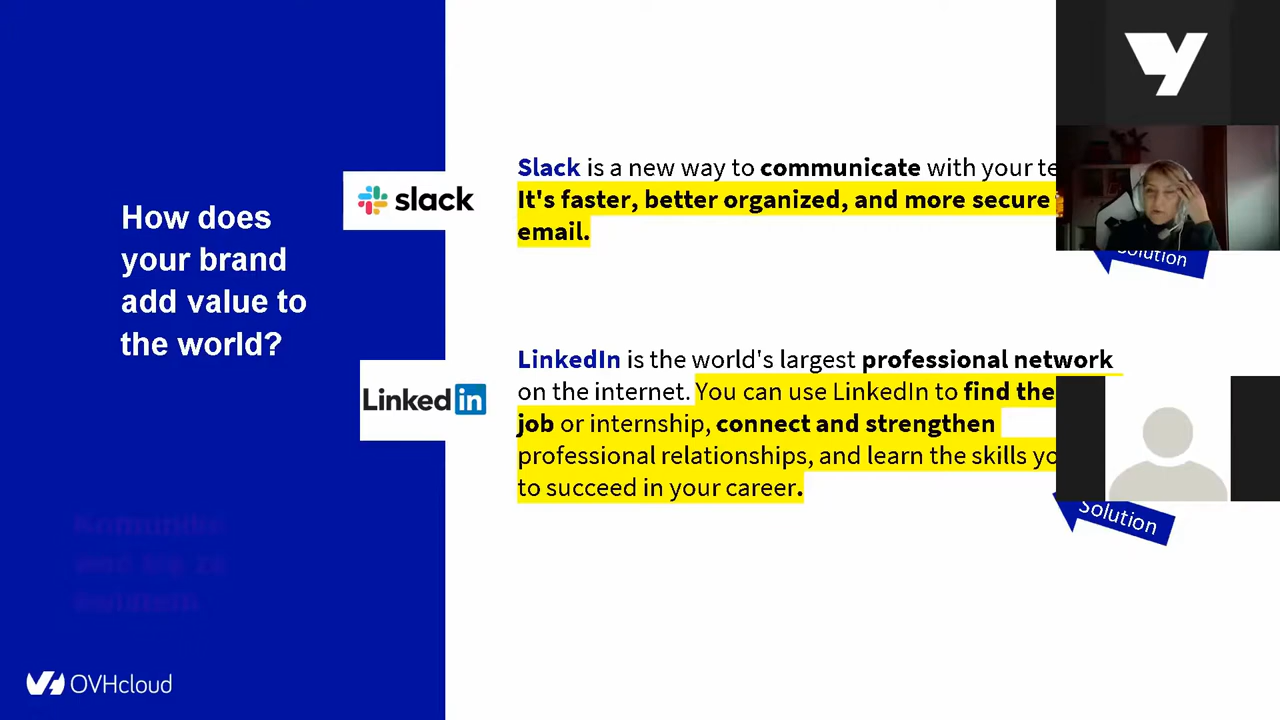 How does
your brand
add value to
the world?
slack
Slack is a new way to communicate with your
It's faster, better organized, and more secure
email.
Solution
Linked in
LinkedIn is the world's largest professional network
on the internet. You can use LinkedIn to find the
job or internship, connect and strengthen
professional relationships, and learn the skills
to succeed in your career.
Solution
OVHcloud